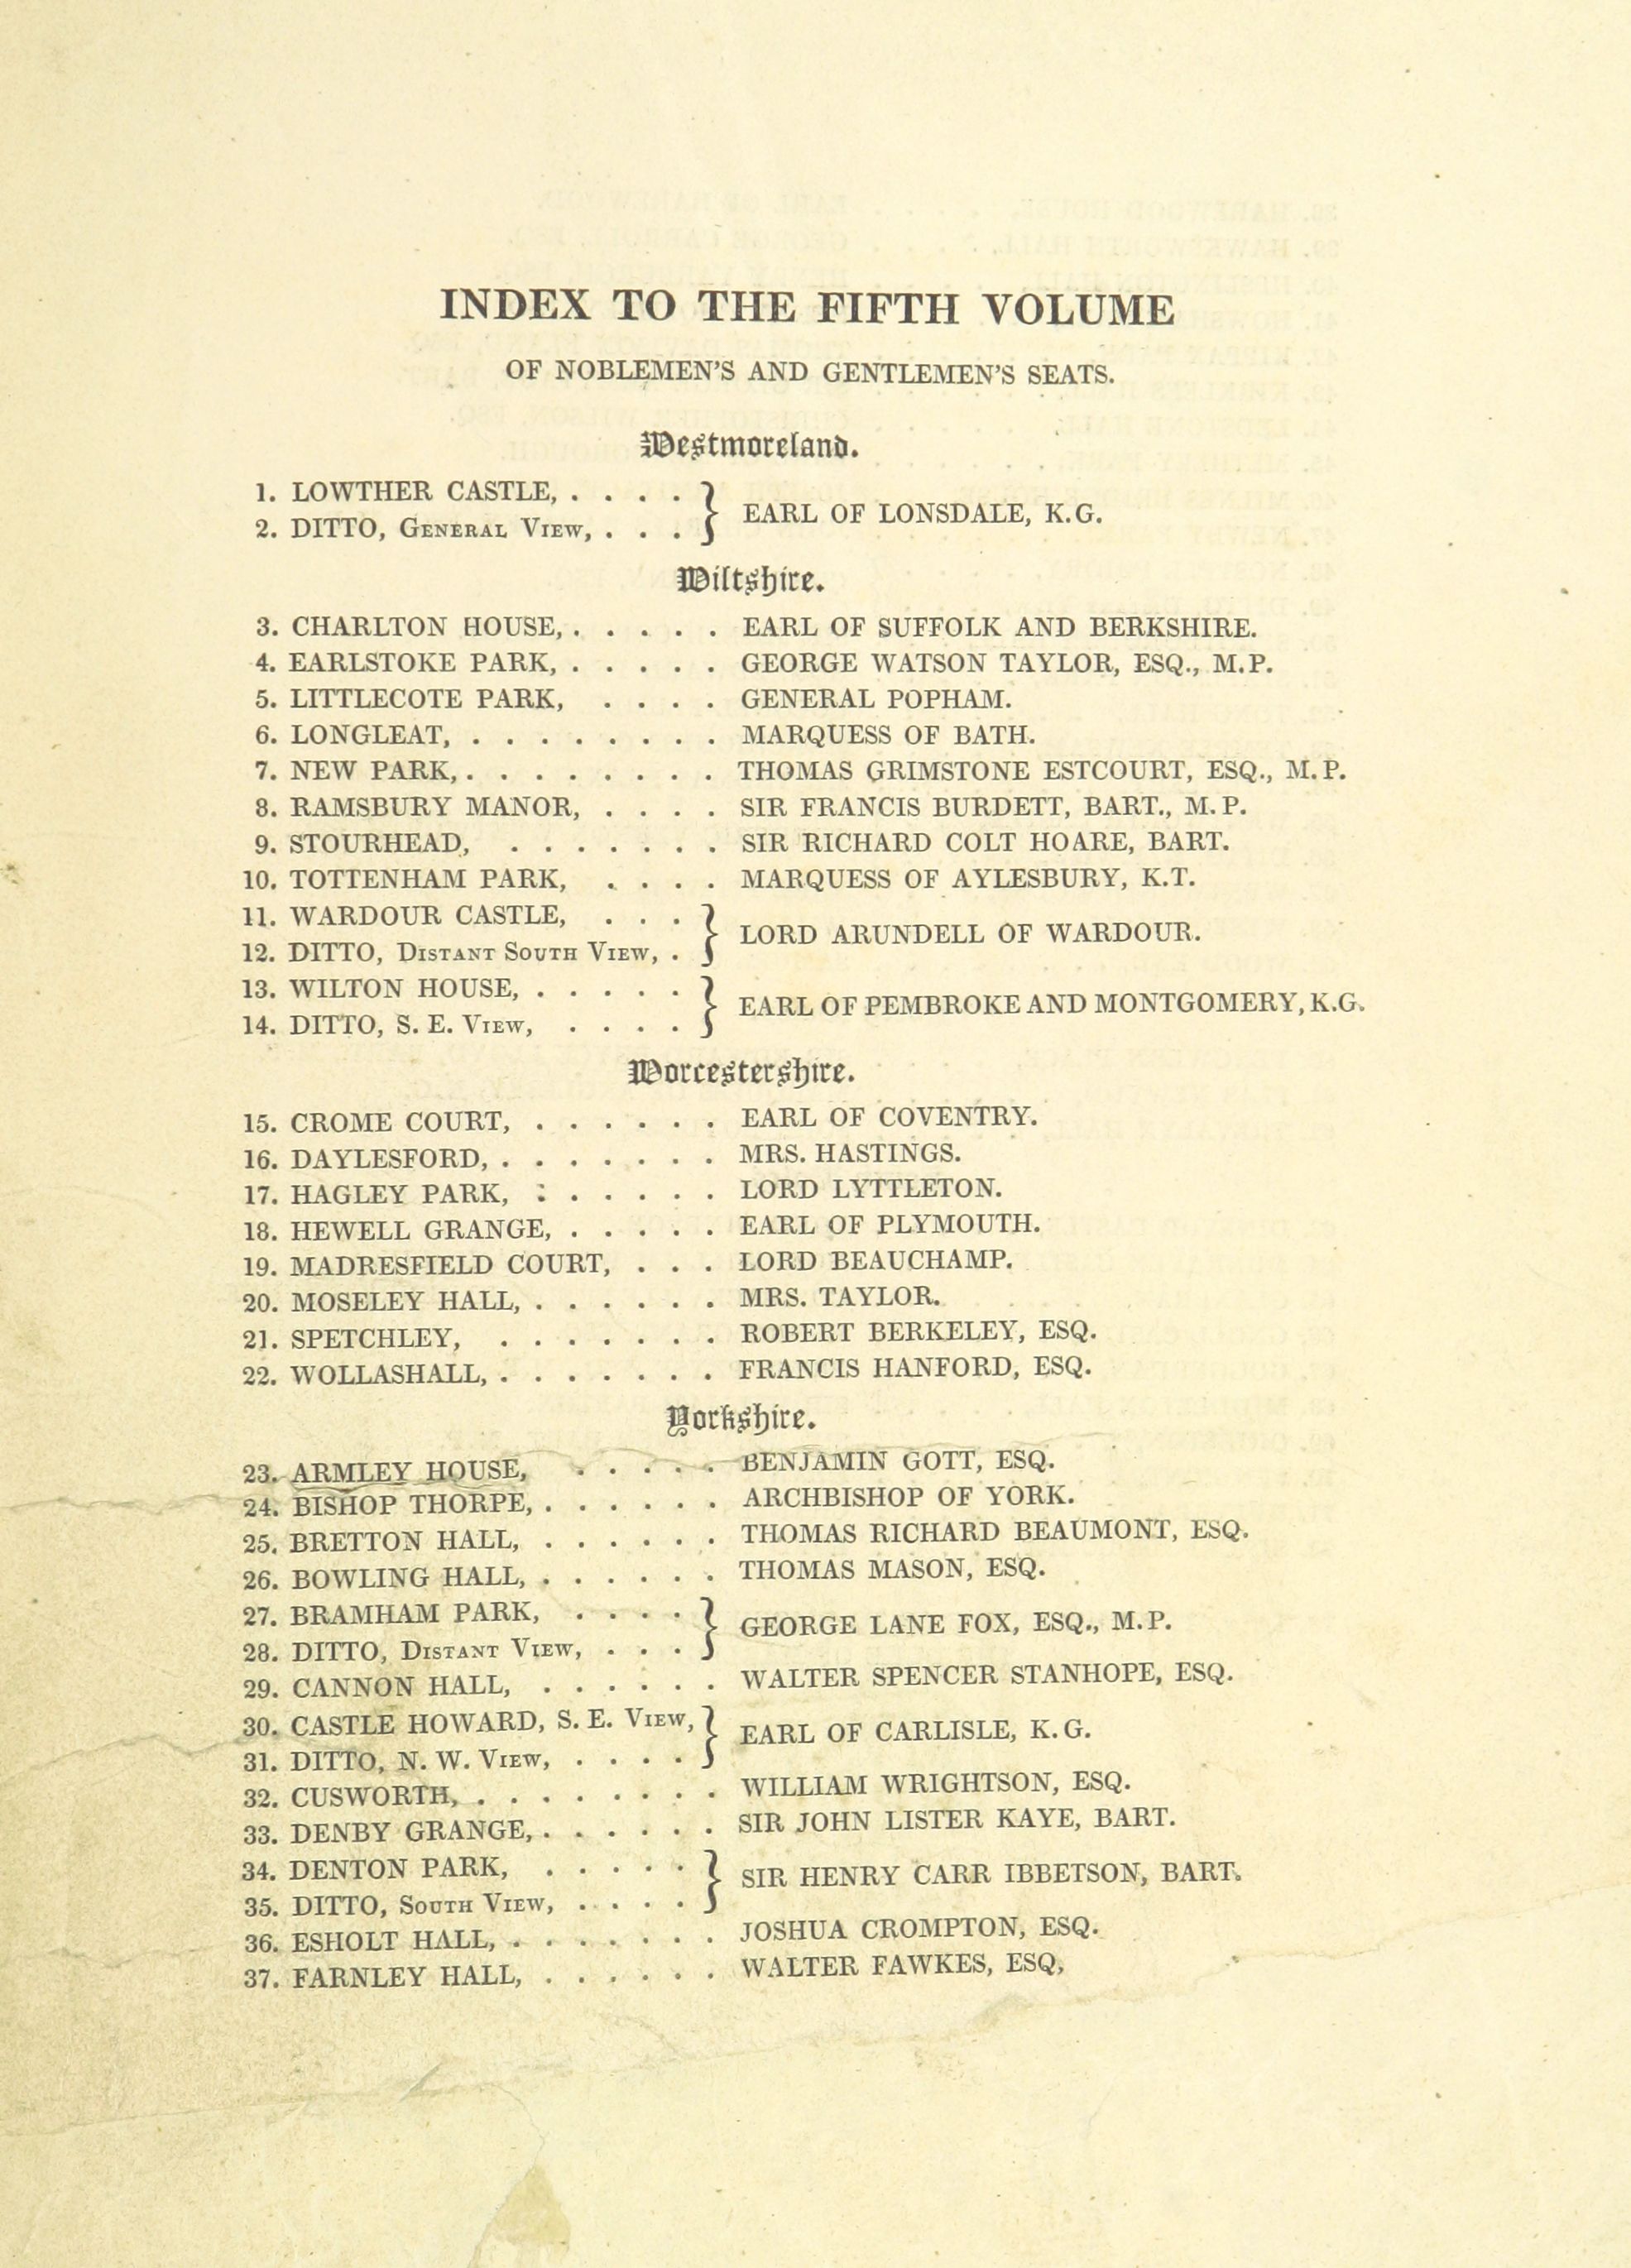 INDEX TO THE FIFTH VOLUME
OF NOBLEMEN'S AND GENTLEMEN'S SEATS.
Westmoreland.
1. LOWTHER CASTLE, . . . . }
2. DITTO, GENERAL VIEW, . . . } EARL OF LONSDALE, K.G.
Wiltshire.
3. CHARLTON HOUSE, . . . . . EARL OF SUFFOLK AND BERKSHIRE.
4. EARLSTOKE PARK, . . . . . GEORGE WATSON TAYLOR, ESQ., M.P.
5. LITTLECOTE PARK, . . . . GENERAL POPHAM.
6. LONGLEAT, . . . . . . . . MARQUESS OF BATH.
7. NEW PARK, . . . . . . . . THOMAS GRIMSTONE ESTCOURT, ESQ., M.P.
8. RAMSBURY MANOR, . . . . SIR FRANCIS BURDETT, BART., M.P.
9. STOURHEAD, . . . . . . . SIR RICHARD COLT HOARE, BART.
10. TOTTENHAM PARK, . . . . MARQUESS OF AYLESBURY, K.T.
11. WARDOUR CASTLE, . . . }
12. DITTO, DISTANT SOUTH VIEW, . } LORD ARUNDELL OF WARDOUR.
13. WILTON HOUSE, . . . . . }
14. DITTO, S. E. VIEW, . . . . } EARL OF PEMBROKE AND MONTGOMERY, K.G.
Worcestershire.
15. CROME COURT, . . . . . . EARL OF COVENTRY.
16. DAYLESFORD, . . . . . . . MRS. HASTINGS.
17. HAGLEY PARK, : . . . . . LORD LYTTLETON.
18. HEWELL GRANGE, . . . . . EARL OF PLYMOUTH.
19. MADRESFIELD COURT, . . . LORD BEAUCHAMP.
20. MOSELEY HALL, . . . . . . MRS. TAYLOR.
21. SPETCHLEY, . . . . . . . ROBERT BERKELEY, ESQ.
22. WOLLASHALL, . . . . . . . FRANCIS HANFORD, ESQ.
Yorkshire.
23. ARMLEY HOUSE, . . . . . BENJAMIN GOTT, ESQ.
24. BISHOP THORPE, . . . . . . ARCHBISHOP OF YORK.
25. BRETTON HALL, . . . . . . THOMAS RICHARD BEAUMONT, ESQ.
26. BOWLING HALL, . . . . . . THOMAS MASON, ESQ.
27. BRAMHAM PARK, . . . . }
28. DITTO, DISTANT VIEW, . . . } GEORGE LANE FOX, ESQ., M.P.
29. CANNON HALL, . . . . . . WALTER SPENCER STANHOPE, ESQ.
30. CASTLE HOWARD, S. E. VIEW, }
31. DITTO, N. W. VIEW, . . . . } EARL OF CARLISLE, K.G.
32. CUSWORTH, . . . . . . . . WILLIAM WRIGHTSON, ESQ.
33. DENBY GRANGE, . . . . . . SIR JOHN LISTER KAYE, BART.
34. DENTON PARK, . . . . . }
35. DITTO, SOUTH VIEW, . . . . } SIR HENRY CARR IBBETSON, BART.
36. ESHOLT HALL, . . . . . . . JOSHUA CROMPTON, ESQ.
37. FARNLEY HALL, . . . . . . WALTER FAWKES, ESQ,